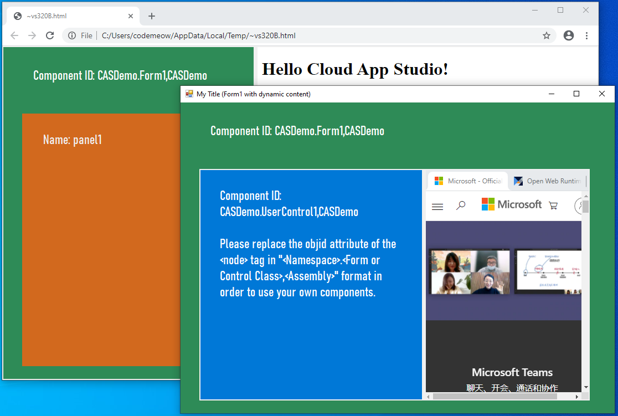 ~vs320B.html
File
C:/Users/codemeow/AppData/Local/Temp/~vs320B.html
Component ID: CASDemo.Form1,CASDemo
Hello Cloud App Studio!
Name: panel1
My Title (Form1 with dynamic content)
Component ID: CASDemo.Form1,CASDemo
Component ID:
CASDemo.UserControl1,CASDemo
Please replace the objid attribute of the
<node> tag in "<Namespace>.<Form or
Control Class>,<Assembly>" format in
order to use your own components.
Microsoft - Officia
Open Web Runtim
Microsoft
Microsoft Teams
聊天、开会、通话和协作